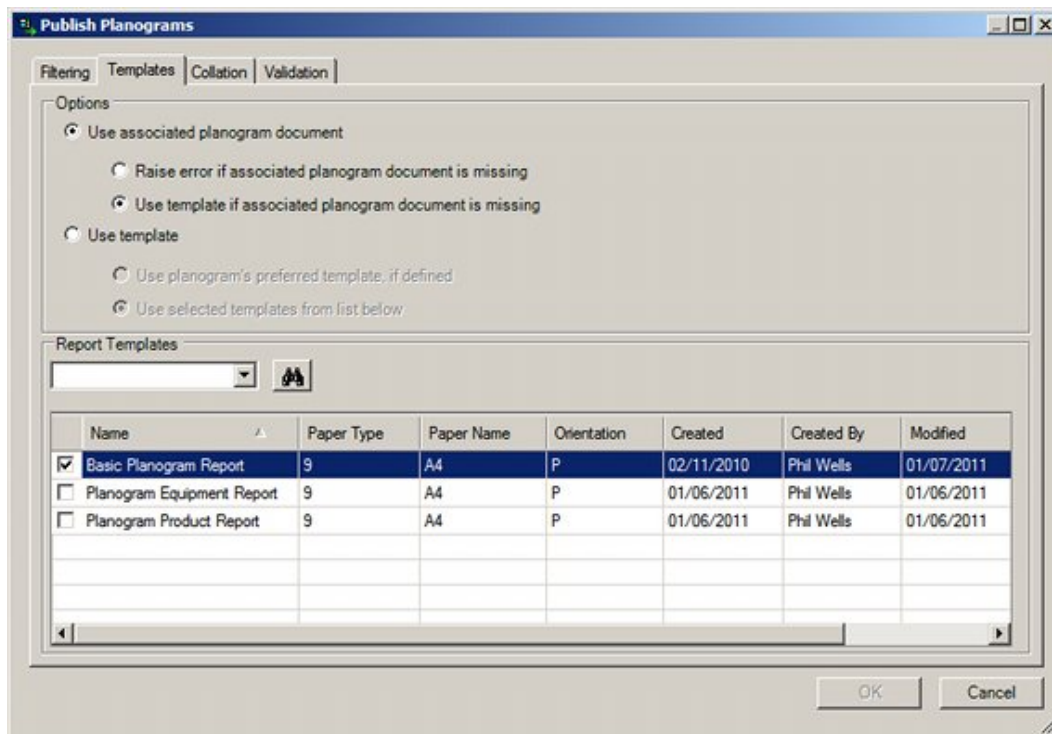 Publish Planograms
Filtering Templates Collation Validation
Options
Use associated planogram document
Raise error if associated planogram document is missing
Use template if associated planogram document is missing
Use template
Use planogram's preferred template, if defined
Use selected templates from list below
Report Templates
Name Paper Type Paper Name Orientation Created Created By Modified
Basic Planogram Report 9 A4 P 02/11/2010 Phil Wells 01/07/2011
Planogram Equipment Report 9 A4 P 01/06/2011 Phil Wells 01/06/2011
Planogram Product Report 9 A4 P 01/06/2011 Phil Wells 01/06/2011
OK Cancel